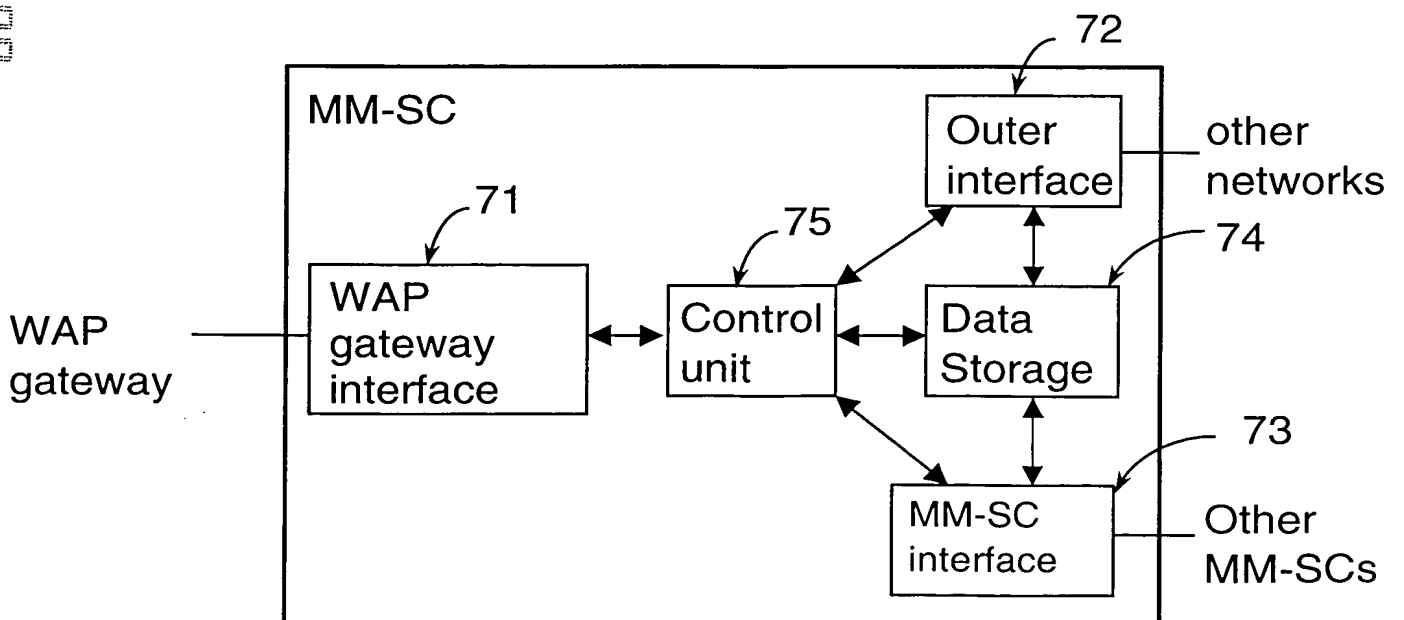 72
MM-SC
Outer
interface
other
networks
71
75
74
WAP
gateway
interface
Control
unit
Data
Storage
WAP
gateway
73
MM-SC
interface
Other
MM-SCs